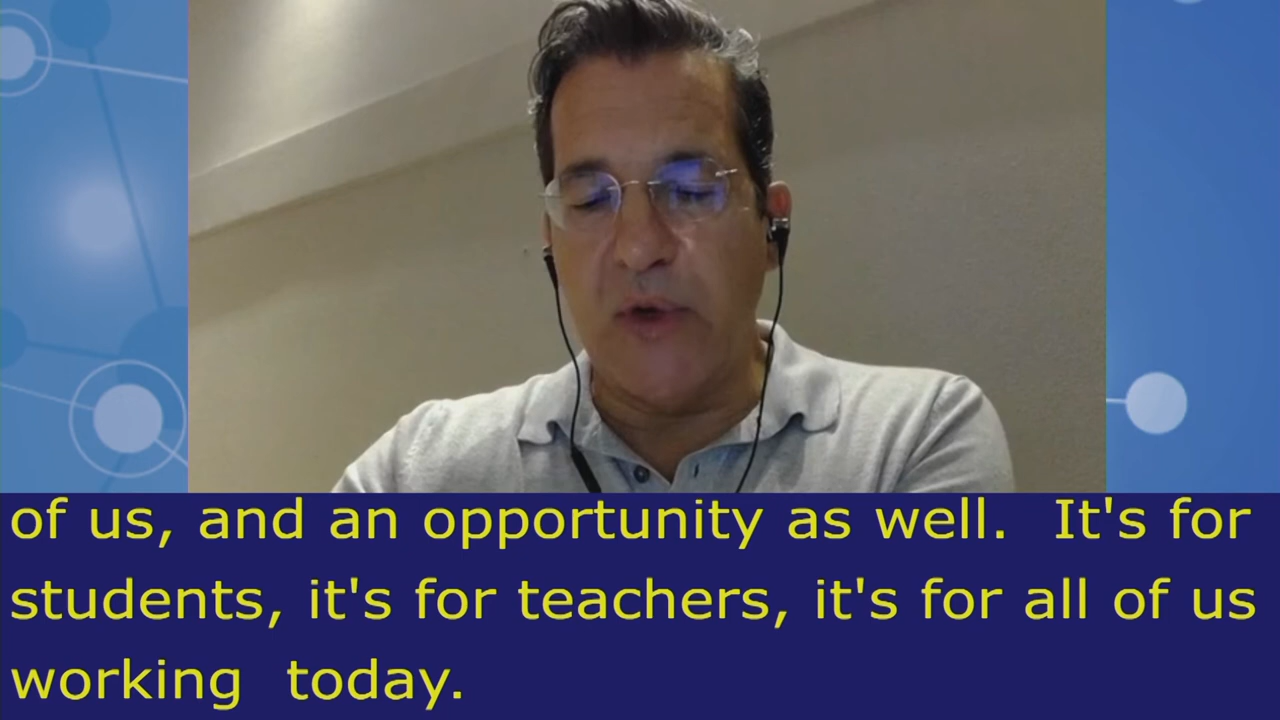 of us, and an opportunity as well.  It's for
students, it's for teachers, it's for all of us
working  today.